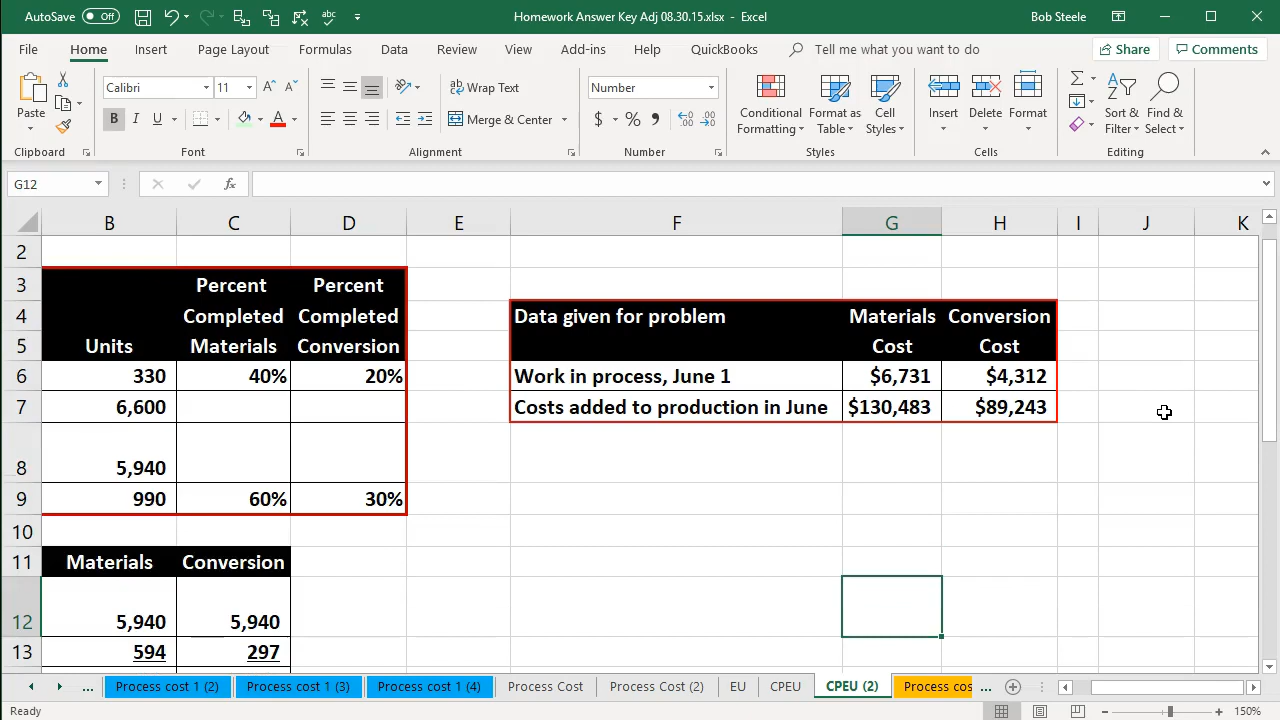 AutoSave Off Homework Answer Key Adj 08.30.15.xlsx - Excel Bob Steele
File Home Insert Page Layout Formulas Data Review View Add-ins Help QuickBooks Tell me what you want to do Share Comments
Calibri 11 A A Wrap Text Number
Paste B I U A Merge & Center $ % , Conditional Formatting Format as Table Cell Styles Insert Delete Format Sort & Filter Find & Select
Clipboard Font Alignment Number Styles Cells Editing
G12 fx
B C D E F G H I J K
2
3 Percent Percent
4 Completed Completed Data given for problem Materials Conversion
5 Units Materials Conversion Cost Cost
6 330 40% 20% Work in process, June 1 $6,731 $4,312
7 6,600 Costs added to production in June $130,483 $89,243
8 5,940
9 990 60% 30%
10
11 Materials Conversion
12 5,940 5,940
13 594 297
... Process cost 1 (2) Process cost 1 (3) Process cost 1 (4) Process Cost Process Cost (2) EU CPEU CPEU (2) Process cos ...
Ready 150%